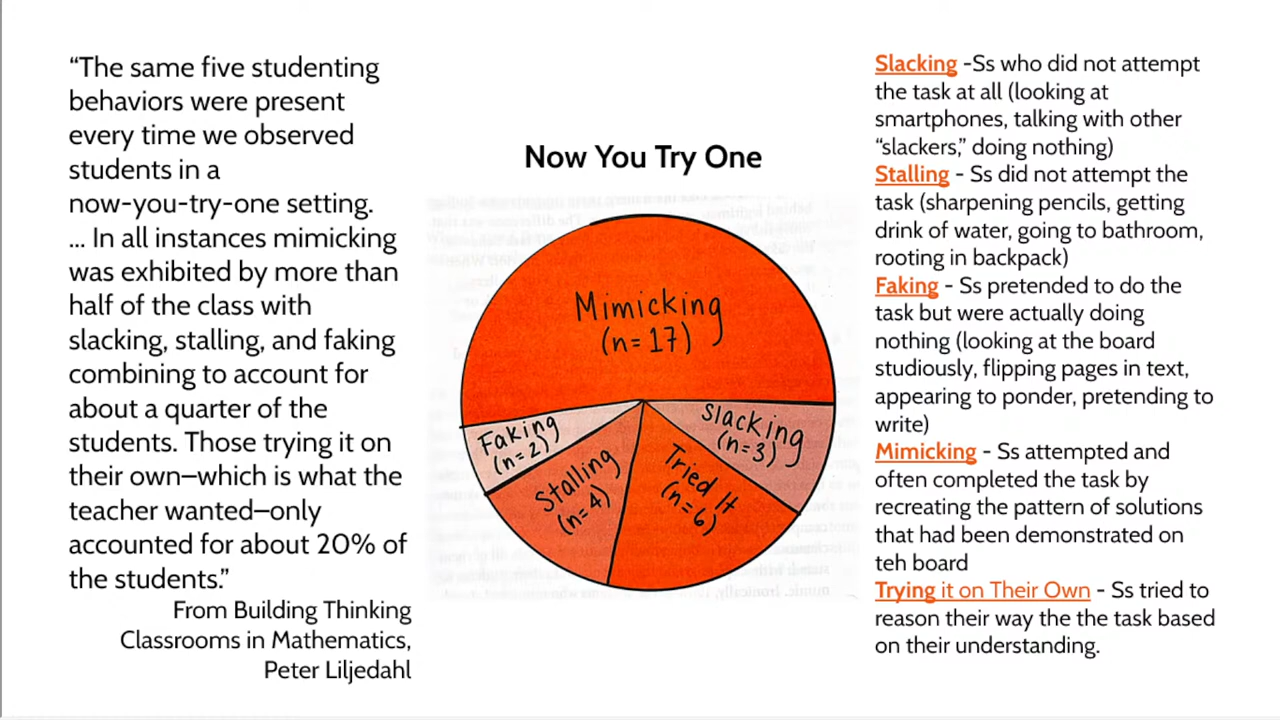 “The same five studenting
behaviors were present
every time we observed
students in a
now-you-try-one setting.
... In all instances mimicking
was exhibited by more than
half of the class with
slacking, stalling, and faking
combining to account for
about a quarter of the
students. Those trying it on
their own—which is what the
teacher wanted—only
accounted for about 20% of
the students.”
From Building Thinking
Classrooms in Mathematics,
Peter Liljedahl
Now You Try One
Mimicking
(n=17)
Faking
(n=2)
Stalling
(n=4)
Tried It
(n=6)
Slacking
(n=3)
Slacking -Ss who did not attempt
the task at all (looking at
smartphones, talking with other
“slackers,” doing nothing)
Stalling - Ss did not attempt the
task (sharpening pencils, getting
drink of water, going to bathroom,
rooting in backpack)
Faking - Ss pretended to do the
task but were actually doing
nothing (looking at the board
studiously, flipping pages in text,
appearing to ponder, pretending to
write)
Mimicking - Ss attempted and
often completed the task by
recreating the pattern of solutions
that had been demonstrated on
teh board
Trying it on Their Own - Ss tried to
reason their way the the task based
on their understanding.